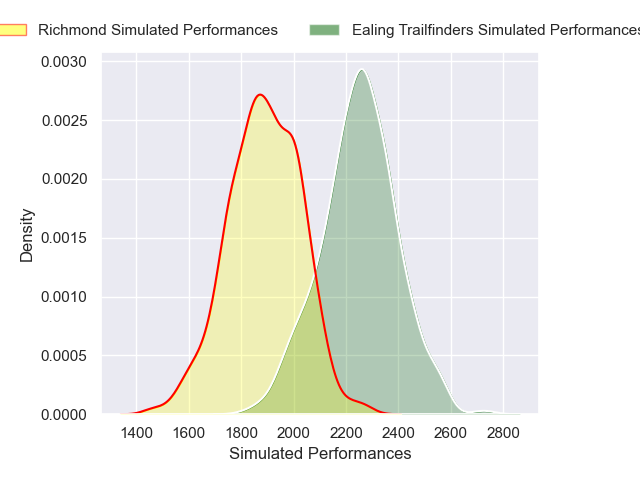 Richmond Simulated Performances
Ealing Trailfinders Simulated Performances
0.0030
0.0025
0.0020
0.0015
0.0010
0.0005
0.0000
Density
1400 1600 1800 2000 2200 2400 2600 2800
Simulated Performances